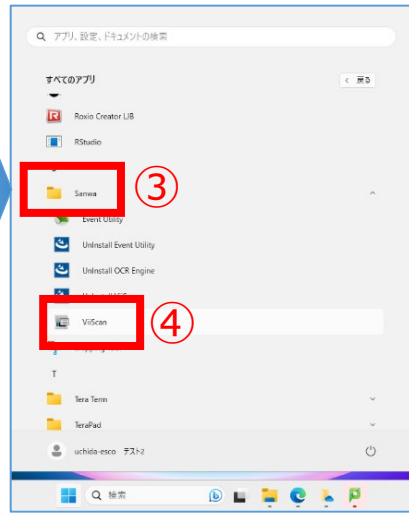 アプリ、設定、ドキュメントの検索
すべてのアプリ
< 戻る
Roxio Creator LJB
RStudio
Sanwa
③
Event Utility
UnInstall Event Utility
UnInstall OCR Engine
ViiScan
④
T
Tera Term
TeraPad
uchida-esco テスト2
検索